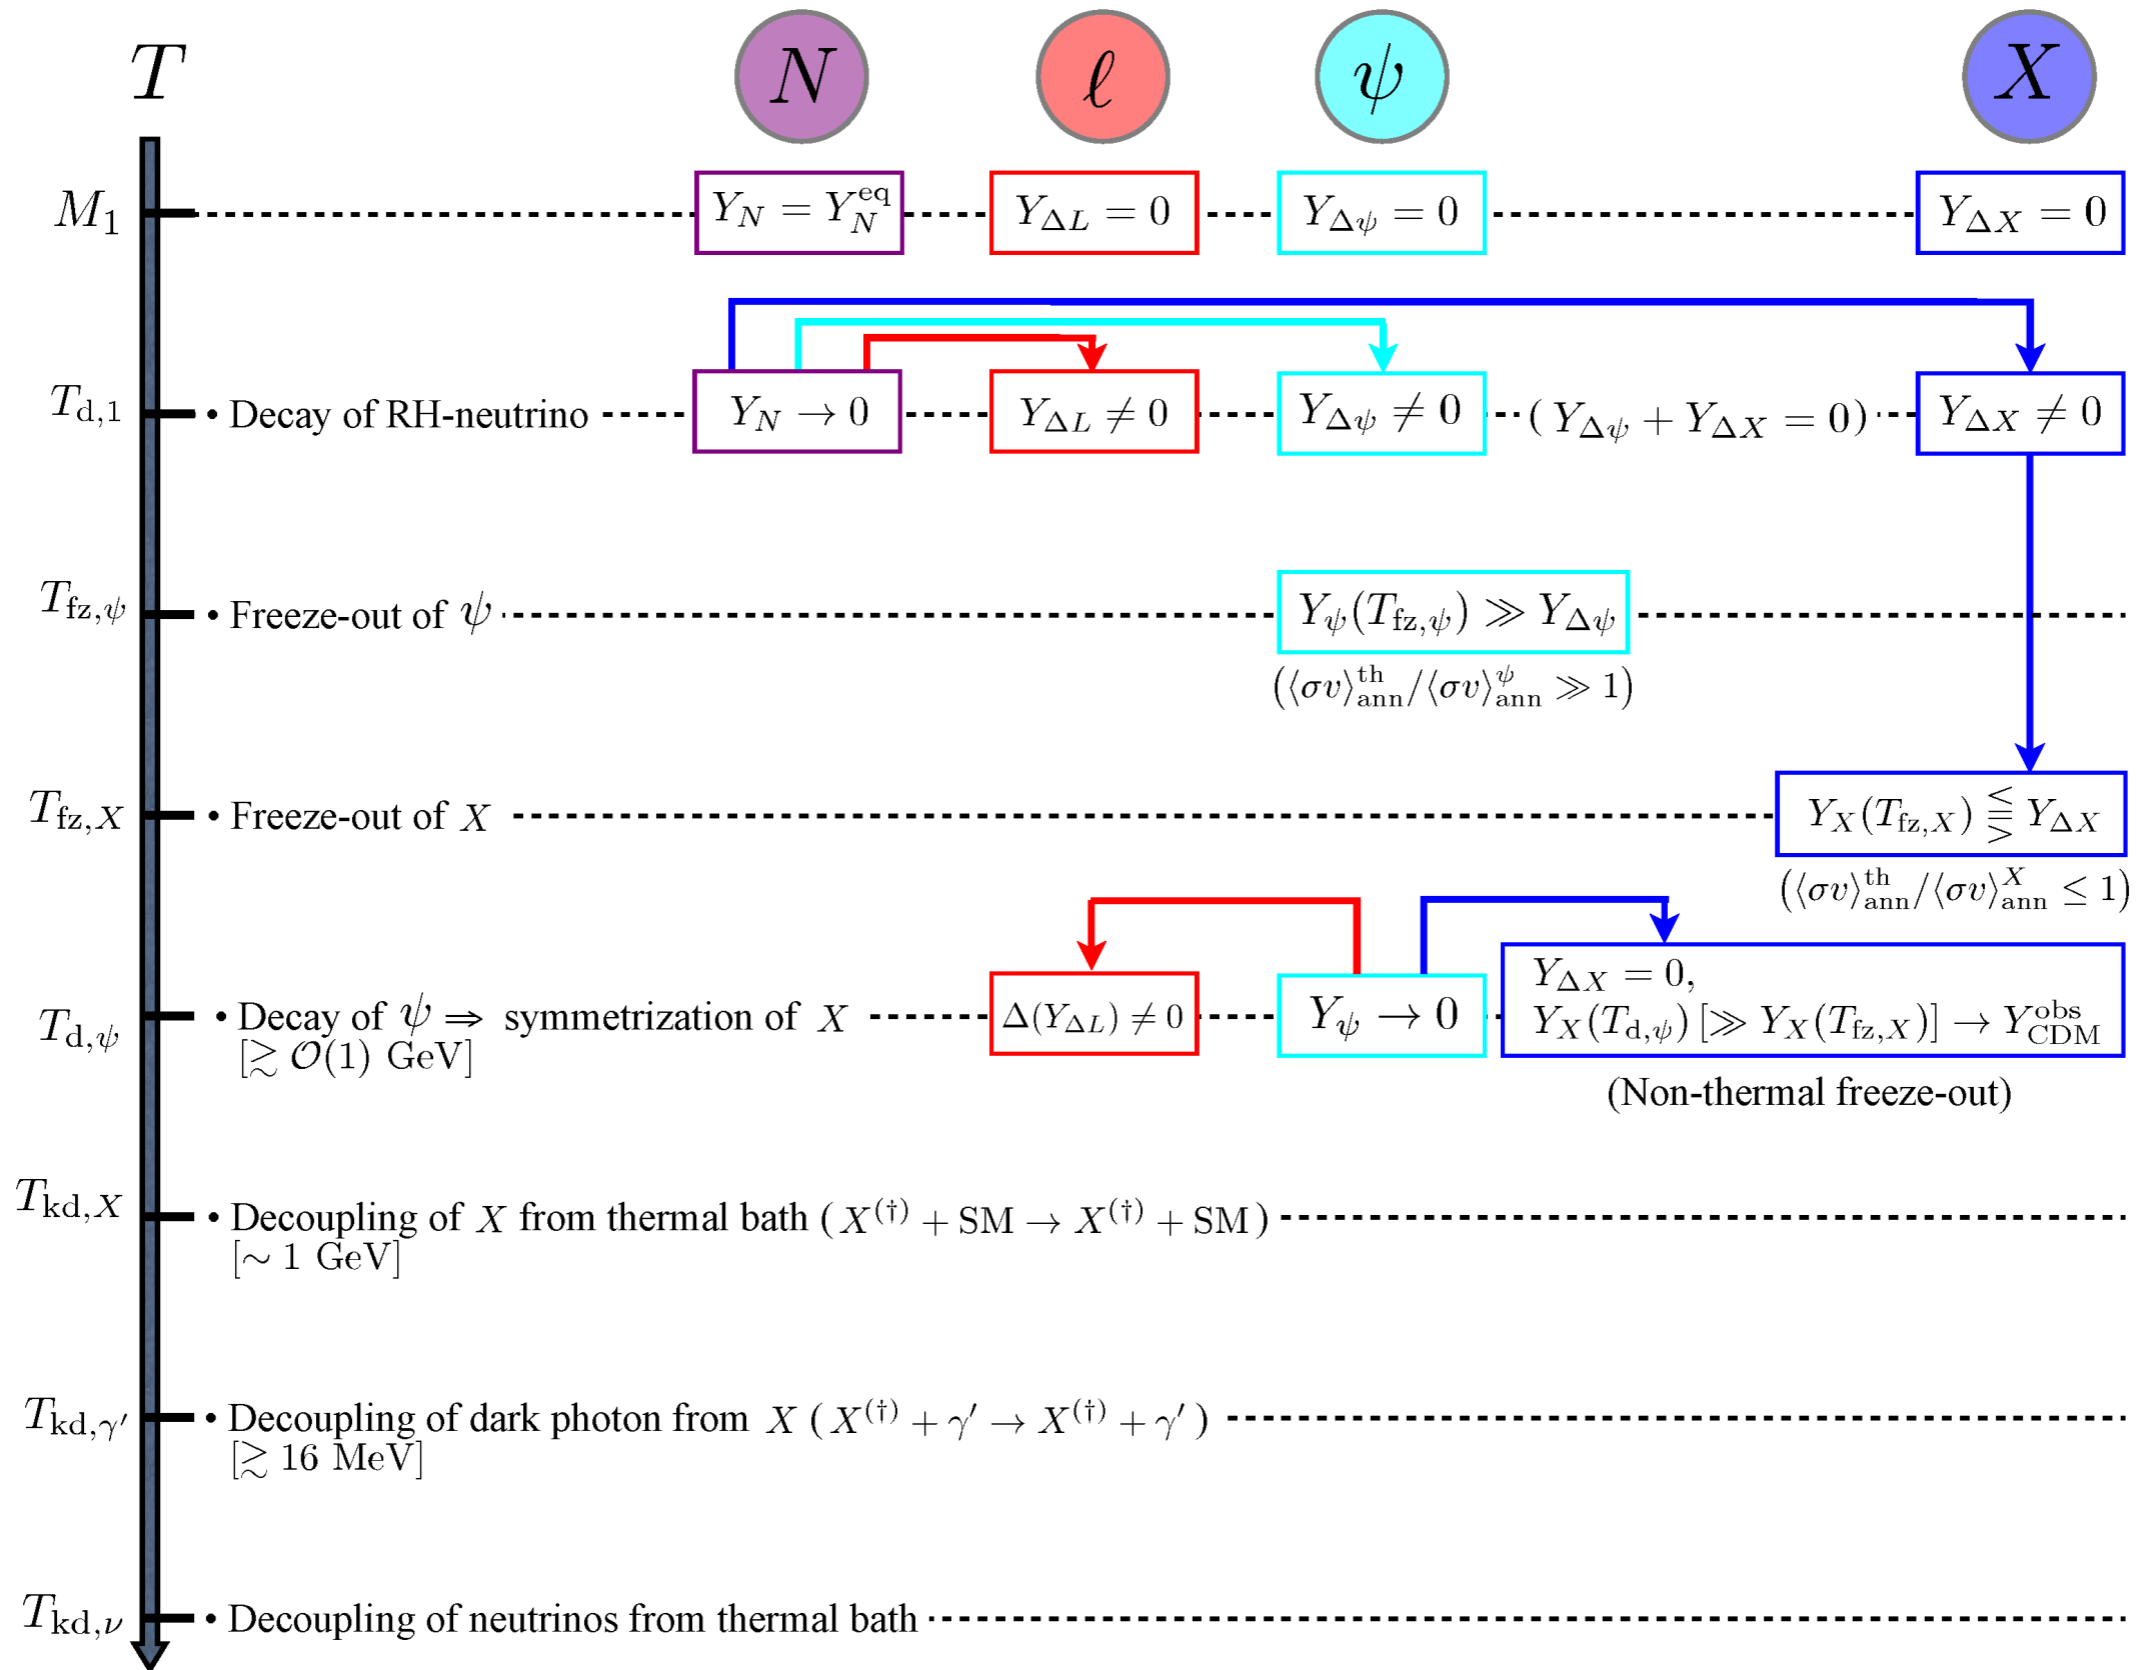 T N ℓ ψ X
M₁ Y_N = Y_N^eq Y_ΔL = 0 Y_Δψ = 0 Y_ΔX = 0
T_d,1 • Decay of RH-neutrino Y_N → 0 Y_ΔL ≠ 0 Y_Δψ ≠ 0 ( Y_Δψ + Y_ΔX = 0 ) Y_ΔX ≠ 0
T_fz,ψ • Freeze-out of ψ Y_ψ(T_fz,ψ) ≫ Y_Δψ
(⟨σv⟩_ann^th/⟨σv⟩_ann^ψ ≫ 1)
T_fz,X • Freeze-out of X Y_X(T_fz,X) ⪋ Y_ΔX
(⟨σv⟩_ann^th/⟨σv⟩_ann^X ≤ 1)
T_d,ψ • Decay of ψ ⇒ symmetrization of X Δ(Y_ΔL) ≠ 0 Y_ψ → 0 Y_ΔX = 0,
[≳ 𝒪(1) GeV] Y_X(T_d,ψ) [≫ Y_X(T_fz,X)] → Y_CDM^obs
(Non-thermal freeze-out)
T_kd,X • Decoupling of X from thermal bath ( X^(†) + SM → X^(†) + SM )
[∼ 1 GeV]
T_kd,γ′ • Decoupling of dark photon from X ( X^(†) + γ′ → X^(†) + γ′ )
[≳ 16 MeV]
T_kd,ν • Decoupling of neutrinos from thermal bath